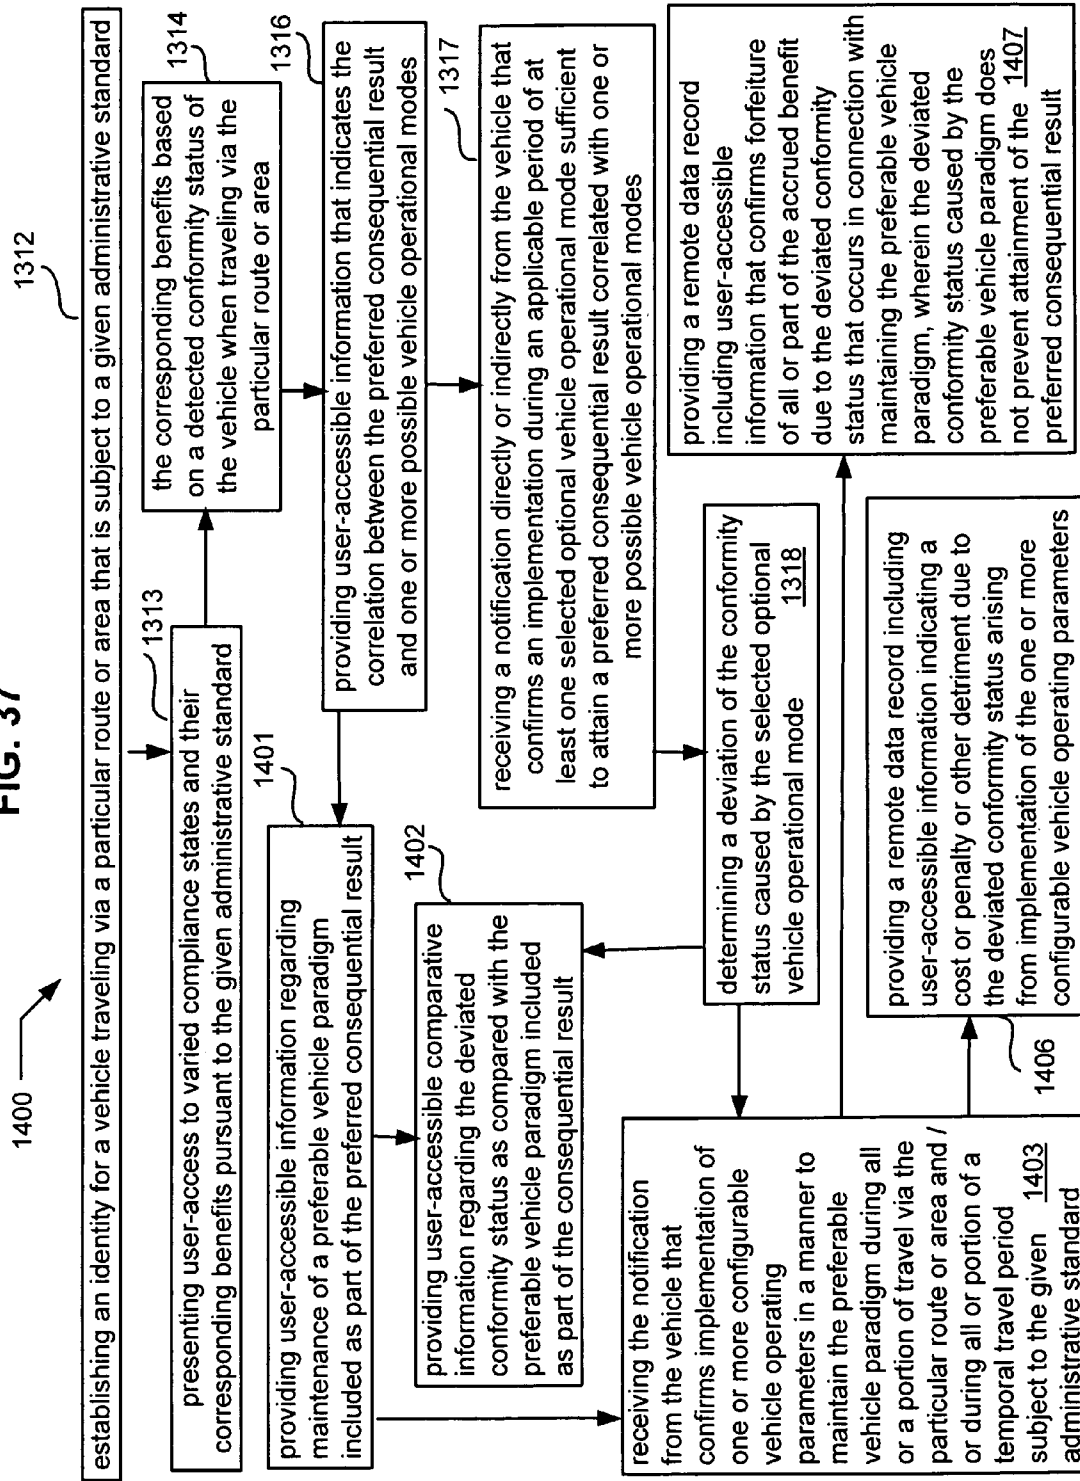 FIG. 37
1400
1312
establishing an identity for a vehicle traveling via a particular route or area that is subject to a given administrative standard
1313
presenting user-access to varied compliance states and their
corresponding benefits pursuant to the given administrative standard
1314
the corresponding benefits based
on a detected conformity status of
the vehicle when traveling via the
particular route or area
1316
providing user-accessible information that indicates the
correlation between the preferred consequential result
and one or more possible vehicle operational modes
1401
providing user-accessible information regarding
maintenance of a preferable vehicle paradigm
included as part of the preferred consequential result
1317
receiving a notification directly or indirectly from the vehicle that
confirms an implementation during an applicable period of at
least one selected optional vehicle operational mode sufficient
to attain a preferred consequential result correlated with one or
more possible vehicle operational modes
1402
providing user-accessible comparative
information regarding the deviated
conformity status as compared with the
preferable vehicle paradigm included
as part of the consequential result
determining a deviation of the conformity
status caused by the selected optional
vehicle operational mode 1318
receiving the notification
from the vehicle that
confirms implementation of
one or more configurable
vehicle operating
parameters in a manner to
maintain the preferable
vehicle paradigm during all
or a portion of travel via the
particular route or area and /
or during all or portion of a
temporal travel period
subject to the given 1403
administrative standard
providing a remote data record including
user-accessible information indicating a
cost or penalty or other detriment due to
the deviated conformity status arising
from implementation of the one or more
configurable vehicle operating parameters
1406
providing a remote data record
including user-accessible
information that confirms forfeiture
of all or part of the accrued benefit
due to the deviated conformity
status that occurs in connection with
maintaining the preferable vehicle
paradigm, wherein the deviated
conformity status caused by the
preferable vehicle paradigm does
not prevent attainment of the 1407
preferred consequential result